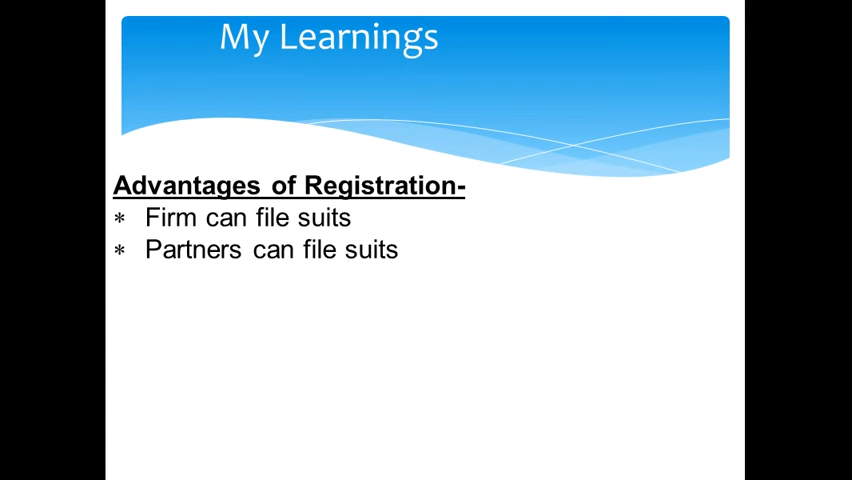 My Learnings
Advantages of Registration-
* Firm can file suits
* Partners can file suits